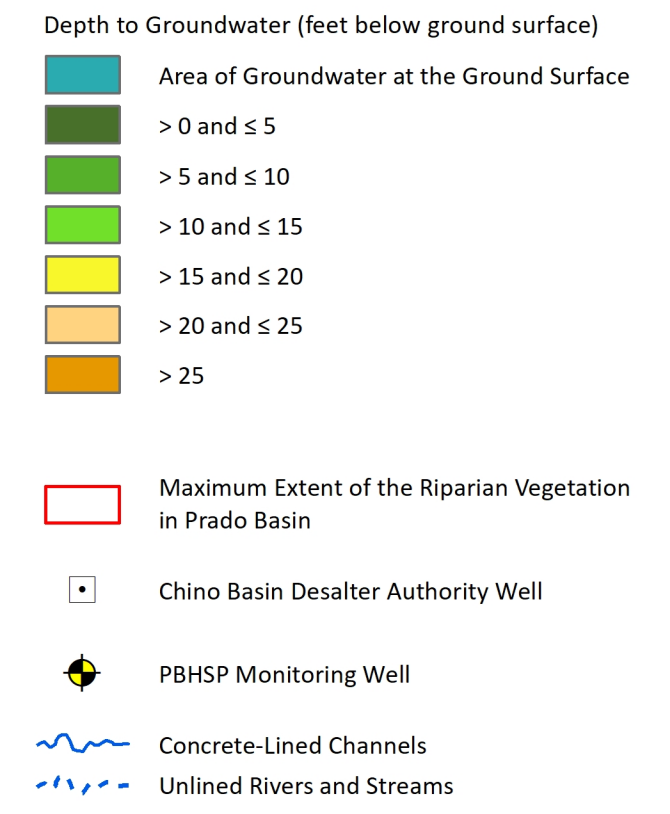 Depth to Groundwater (feet below ground surface)
Area of Groundwater at the Ground Surface
> 0 and ≤ 5
> 5 and ≤ 10
> 10 and ≤ 15
> 15 and ≤ 20
> 20 and ≤ 25
> 25
Maximum Extent of the Riparian Vegetation
in Prado Basin
Chino Basin Desalter Authority Well
PBHSP Monitoring Well
Concrete-Lined Channels
Unlined Rivers and Streams